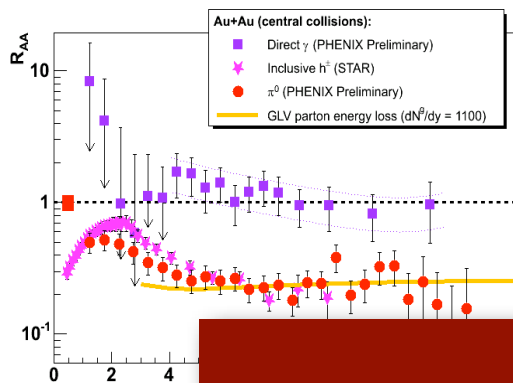 Au+Au (central collisions):
Direct γ (PHENIX Preliminary)
Inclusive h± (STAR)
π⁰ (PHENIX Preliminary)
GLV parton energy loss (dNᵍ/dy = 1100)
R_AA
10
1
10⁻¹
0 2 4